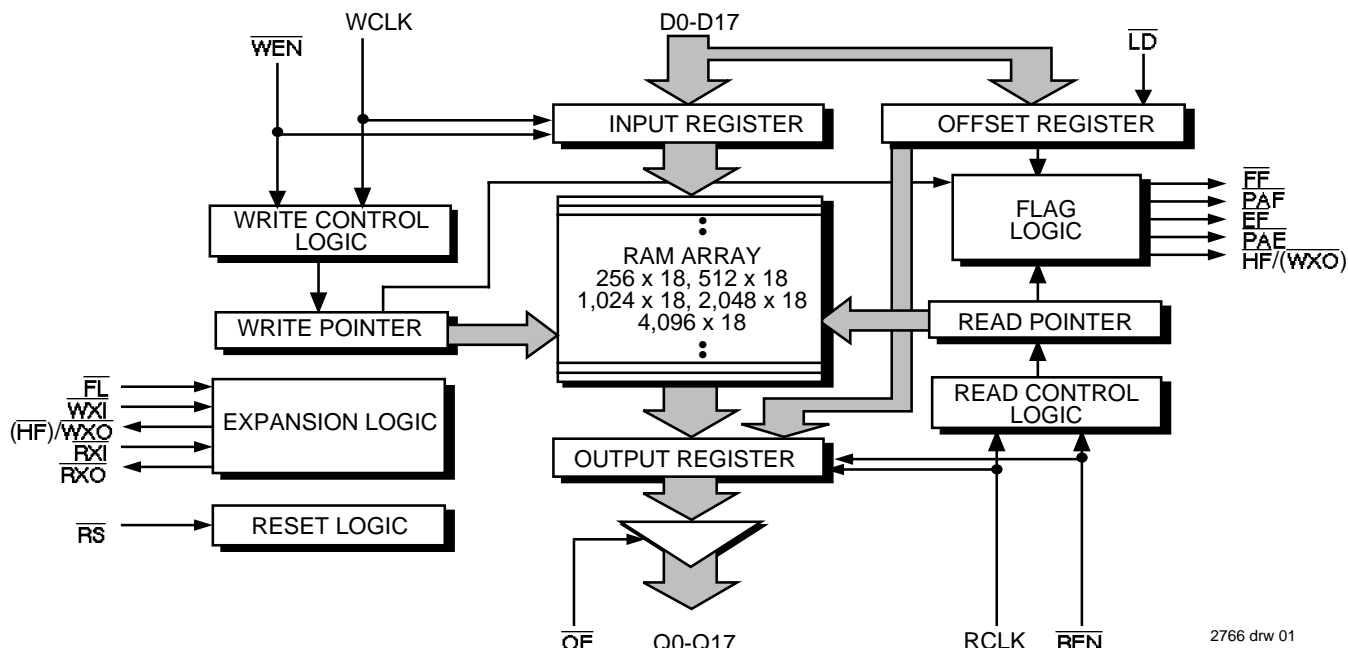 WEN
WCLK
D0-D17
LD
INPUT REGISTER
OFFSET REGISTER
WRITE CONTROL
LOGIC
FLAG
LOGIC
FF
PAF
EF
PAE
HF/(WXO)
RAM ARRAY
256 x 18, 512 x 18
1,024 x 18, 2,048 x 18
4,096 x 18
WRITE POINTER
READ POINTER
FL
WXI
(HF)/WXO
RXI
RXO
EXPANSION LOGIC
READ CONTROL
LOGIC
OUTPUT REGISTER
RS
RESET LOGIC
OE
Q0-Q17
RCLK
REN
2766 drw 01